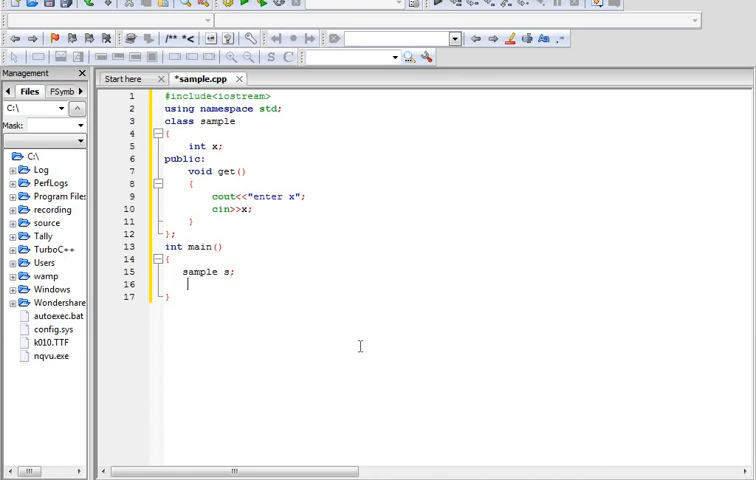 /** *<
Management
Start here
*sample.cpp
Files
FSymb
C:\
Mask:
C:\
Log
PerfLogs
Program Files
recording
source
Tally
TurboC++
Users
wamp
Windows
Wondershare
autoexec.bat
config.sys
k010.TTF
nqvu.exe
1 #include<iostream>
2 using namespace std;
3 class sample
4 {
5 int x;
6 public:
7 void get()
8 {
9 cout<<"enter x";
10 cin>>x;
11 }
12 };
13 int main()
14 {
15 sample s;
16
17 }